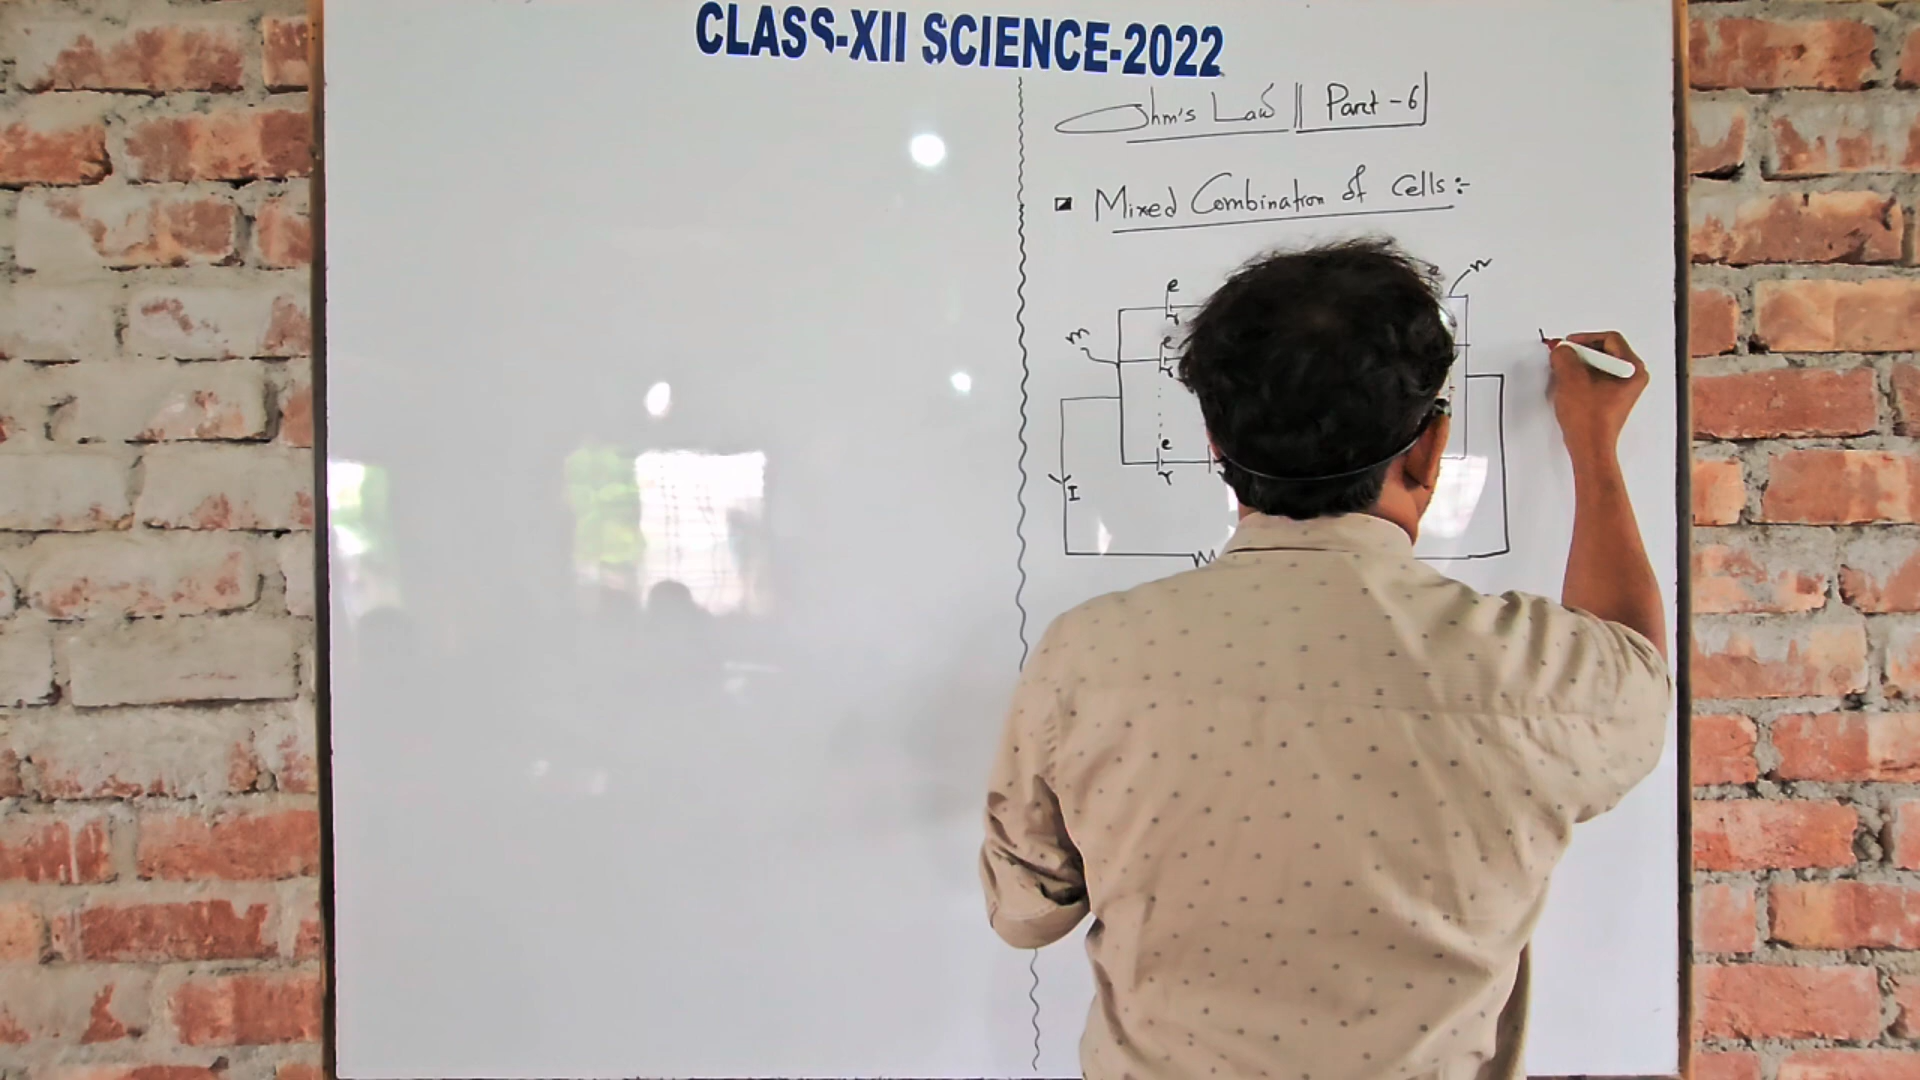 CLASS-XII SCIENCE-2022
Ohm's Law || Part - 6
Mixed Combination of Cells :-
e
n
r
m
e
r
e
r
I